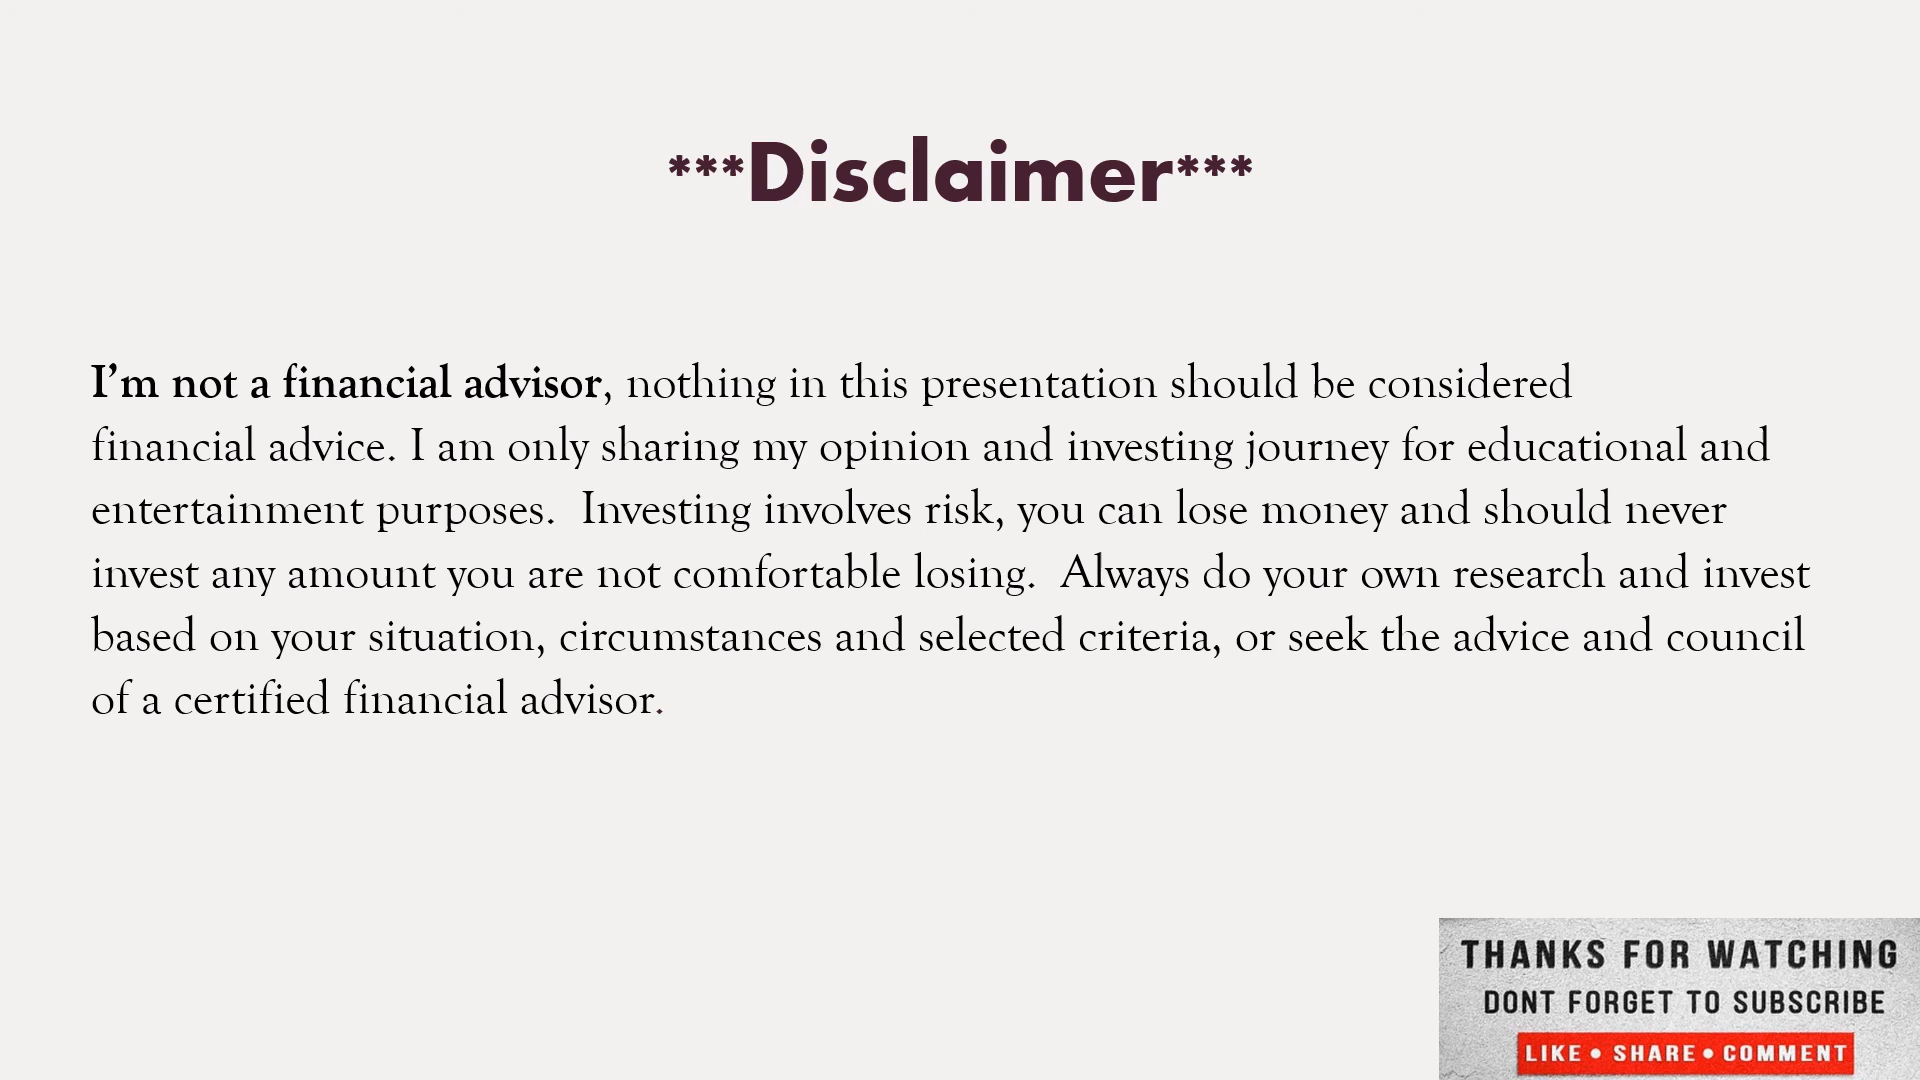 ***Disclaimer***
I’m not a financial advisor, nothing in this presentation should be considered
financial advice. I am only sharing my opinion and investing journey for educational and
entertainment purposes.  Investing involves risk, you can lose money and should never
invest any amount you are not comfortable losing.  Always do your own research and invest
based on your situation, circumstances and selected criteria, or seek the advice and council
of a certified financial advisor.
THANKS FOR WATCHING
DONT FORGET TO SUBSCRIBE
LIKE • SHARE • COMMENT